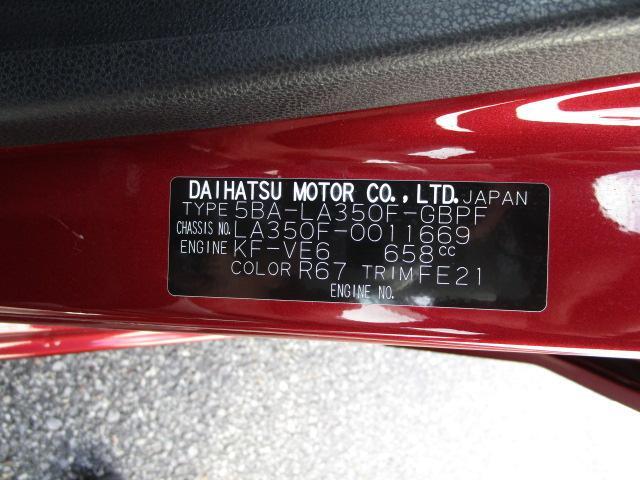 DAIHATSU MOTOR CO., LTD. JAPAN
TYPE 5BA-LA350F-GBPF
CHASSIS NO. LA350F-0011669
ENGINE KF-VE6 658cc
COLOR R67 TRIM FE21
ENGINE NO.